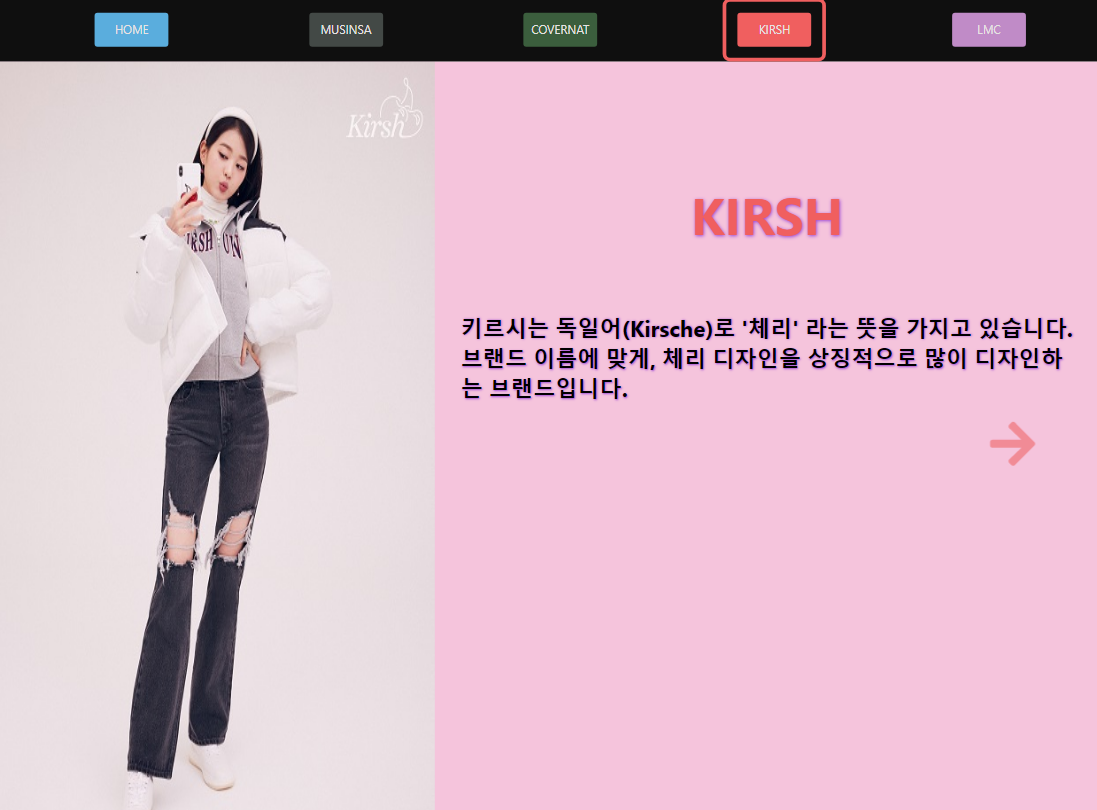 HOME
MUSINSA
COVERNAT
KIRSH
LMC
Kirsh
KIRSH
키르시는 독일어(Kirsche)로 '체리' 라는 뜻을 가지고 있습니다.
브랜드 이름에 맞게, 체리 디자인을 상징적으로 많이 디자인하
는 브랜드입니다.